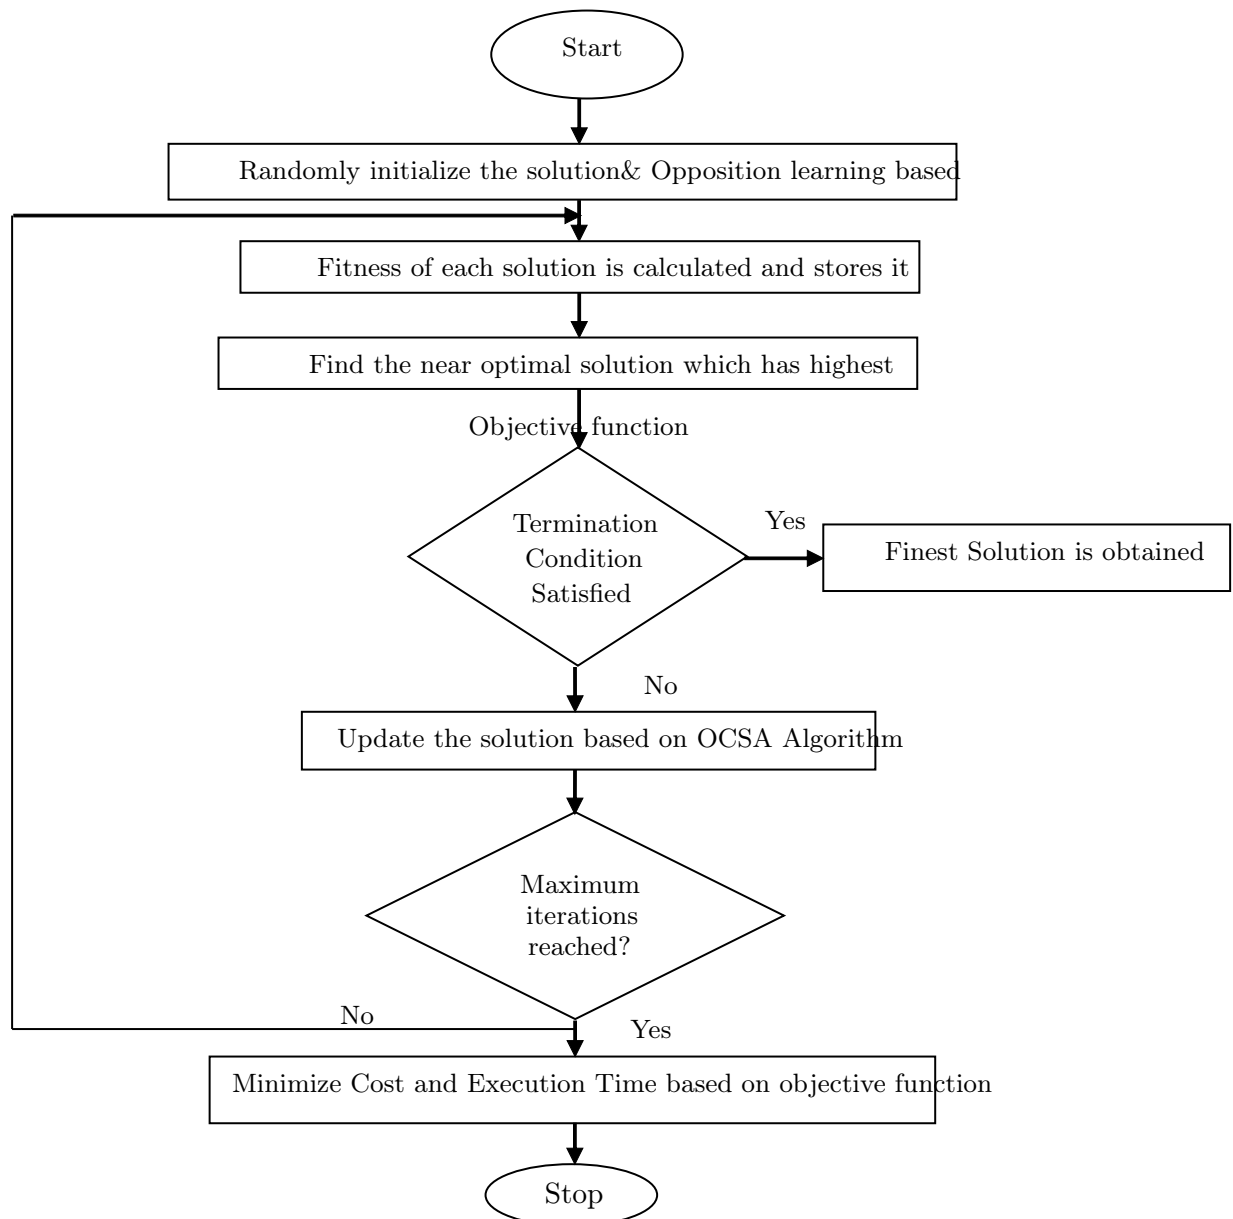 Start
Randomly initialize the solution& Opposition learning based
Fitness of each solution is calculated and stores it
Find the near optimal solution which has highest
Objective function
Termination
Condition
Satisfied
Yes
Finest Solution is obtained
No
Update the solution based on OCSA Algorithm
Maximum
iterations
reached?
No
Yes
Minimize Cost and Execution Time based on objective function
Stop